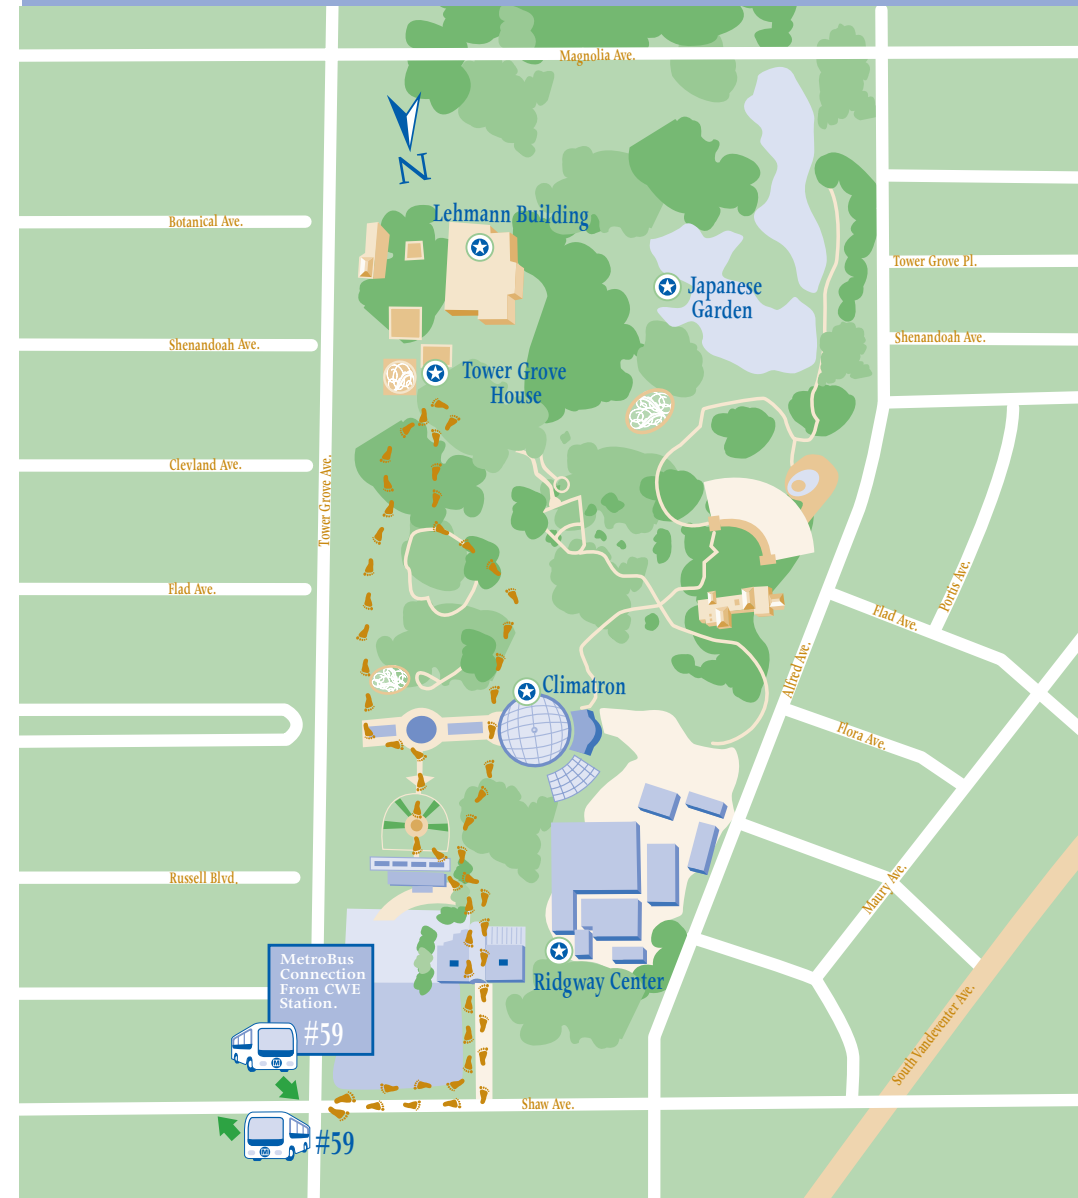 Magnolia Ave.
N
Lehmann Building
Botanical Ave.
Tower Grove Pl.
Japanese
Garden
Shenandoah Ave.
Shenandoah Ave.
Tower Grove
House
Clevland Ave.
Tower Grove Ave.
Flad Ave.
Portis Ave.
Flad Ave.
Alfred Ave.
Climatron
Flora Ave.
Russell Blvd.
Maury Ave.
MetroBus
Connection
From CWE
Station.
#59
Ridgway Center
South Vandeventer Ave.
Shaw Ave.
#59
M
M